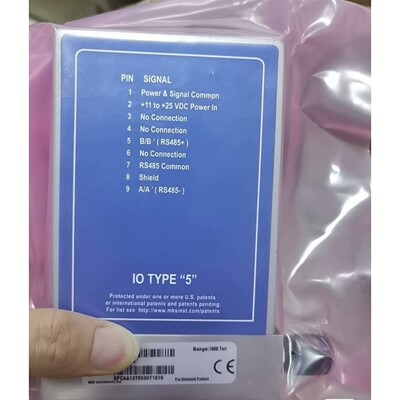 PIN SIGNAL
1 Power & Signal Common
2 +11 to +25 VDC Power In
3 No Connection
4 No Connection
5 B/B' (RS485+)
6 No Connection
7 RS485 Common
8 Shield
9 A/A' (RS485-)
IO TYPE "5"
Protected under one or more U.S. patents
or international patents and patents pending.
For list see http://www.mksinst.com/patents
Range:1000 Torr
CE